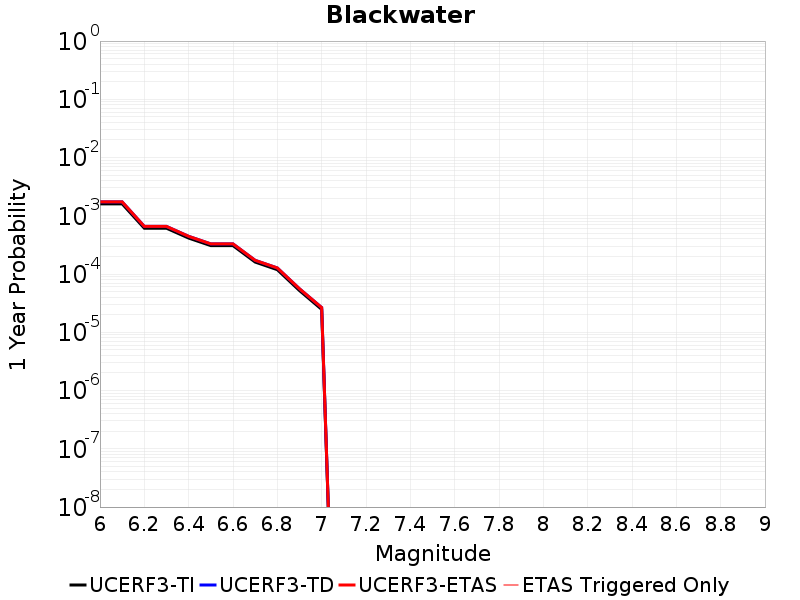 Blackwater
1 Year Probability
10^0
10^-1
10^-2
10^-3
10^-4
10^-5
10^-6
10^-7
10^-8
6 6.2 6.4 6.6 6.8 7 7.2 7.4 7.6 7.8 8 8.2 8.4 8.6 8.8 9
Magnitude
UCERF3-TI UCERF3-TD UCERF3-ETAS ETAS Triggered Only